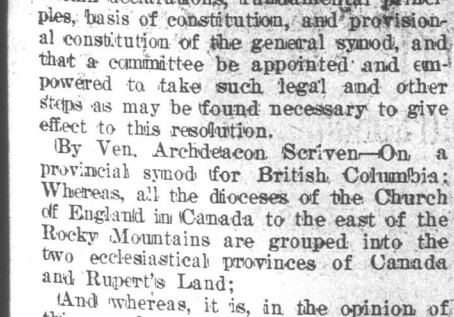 ples, basis of constitution, and provision-
al constitution of the general synod, and
that a committee be appointed and em-
powered to take such legal and other
steps as may be found necessary to give
effect to this resolution.
By Ven. Archdeacon Scriven—On a
provincial synod for British Columbia:
Whereas, all the dioceses of the Church
of England in Canada to the east of the
Rocky Mountains are grouped into the
two ecclesiastical provinces of Canada
and Rupert's Land;
And whereas, it is, in the opinion of